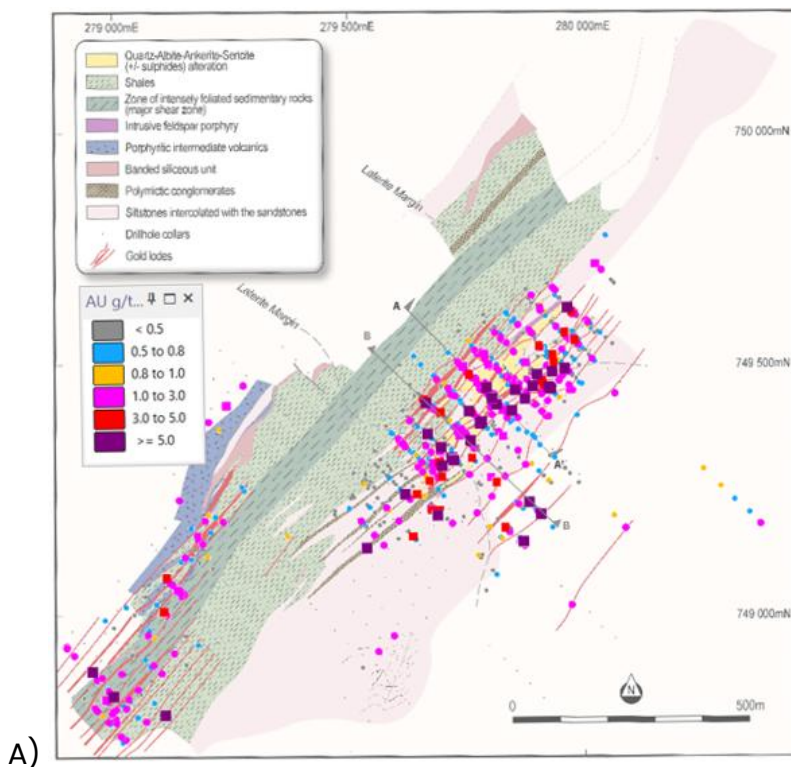 279 000mE
279 500mE
280 000mE
Quartz-Albite-Ankerite-Sericite
(+/- sulphides) alteration
Shales
Zone of intensely foliated sedimentary rocks
(major shear zone)
Intrusive feldspar porphyry
Porphyritic intermediate volcanics
Banded siliceous unit
Polymictic conglomerates
Siltstones intercolated with the sandstones
Drillhole collars
Gold lodes
750 000mN
Laterite Margin
AU g/t...
< 0.5
0.5 to 0.8
0.8 to 1.0
1.0 to 3.0
3.0 to 5.0
>= 5.0
Laterite Margin
A
B
749 500mN
A'
B
749 000mN
N
0
500m
A)